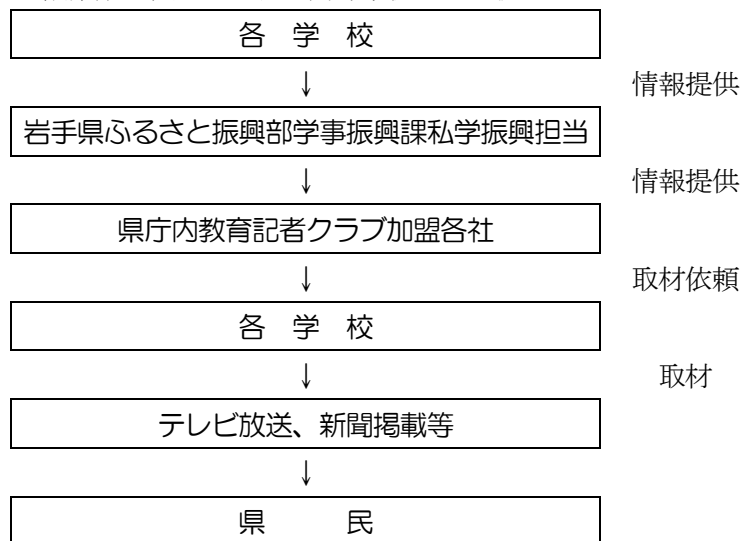 各　学　校
↓　情報提供
岩手県ふるさと振興部学事振興課私学振興担当
↓　情報提供
県庁内教育記者クラブ加盟各社
↓　取材依頼
各　学　校
↓　取材
テレビ放送、新聞掲載等
↓
県　　　民